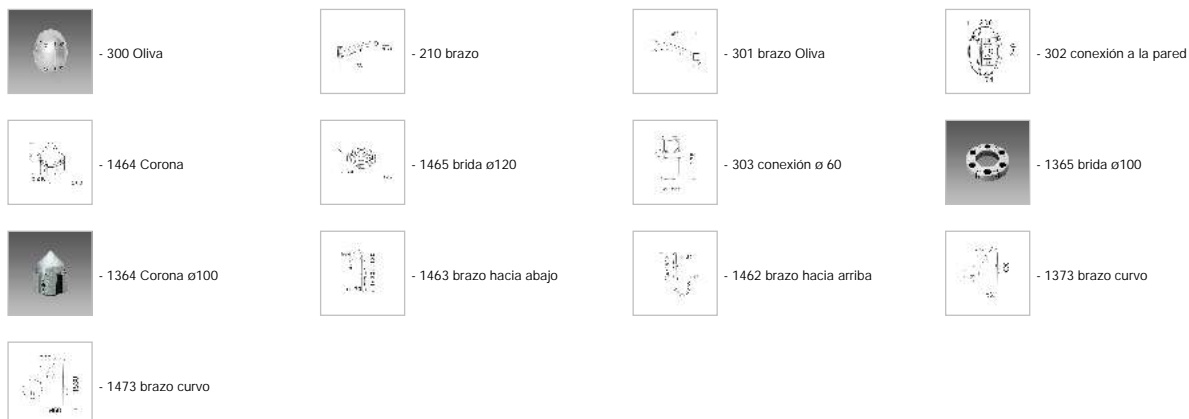 - 300 Oliva
- 210 brazo
- 301 brazo Oliva
- 302 conexión a la pared
- 1464 Corona
- 1465 brida ø120
- 303 conexión ø 60
- 1365 brida ø100
- 1364 Corona ø100
- 1463 brazo hacia abajo
- 1462 brazo hacia arriba
- 1373 brazo curvo
- 1473 brazo curvo